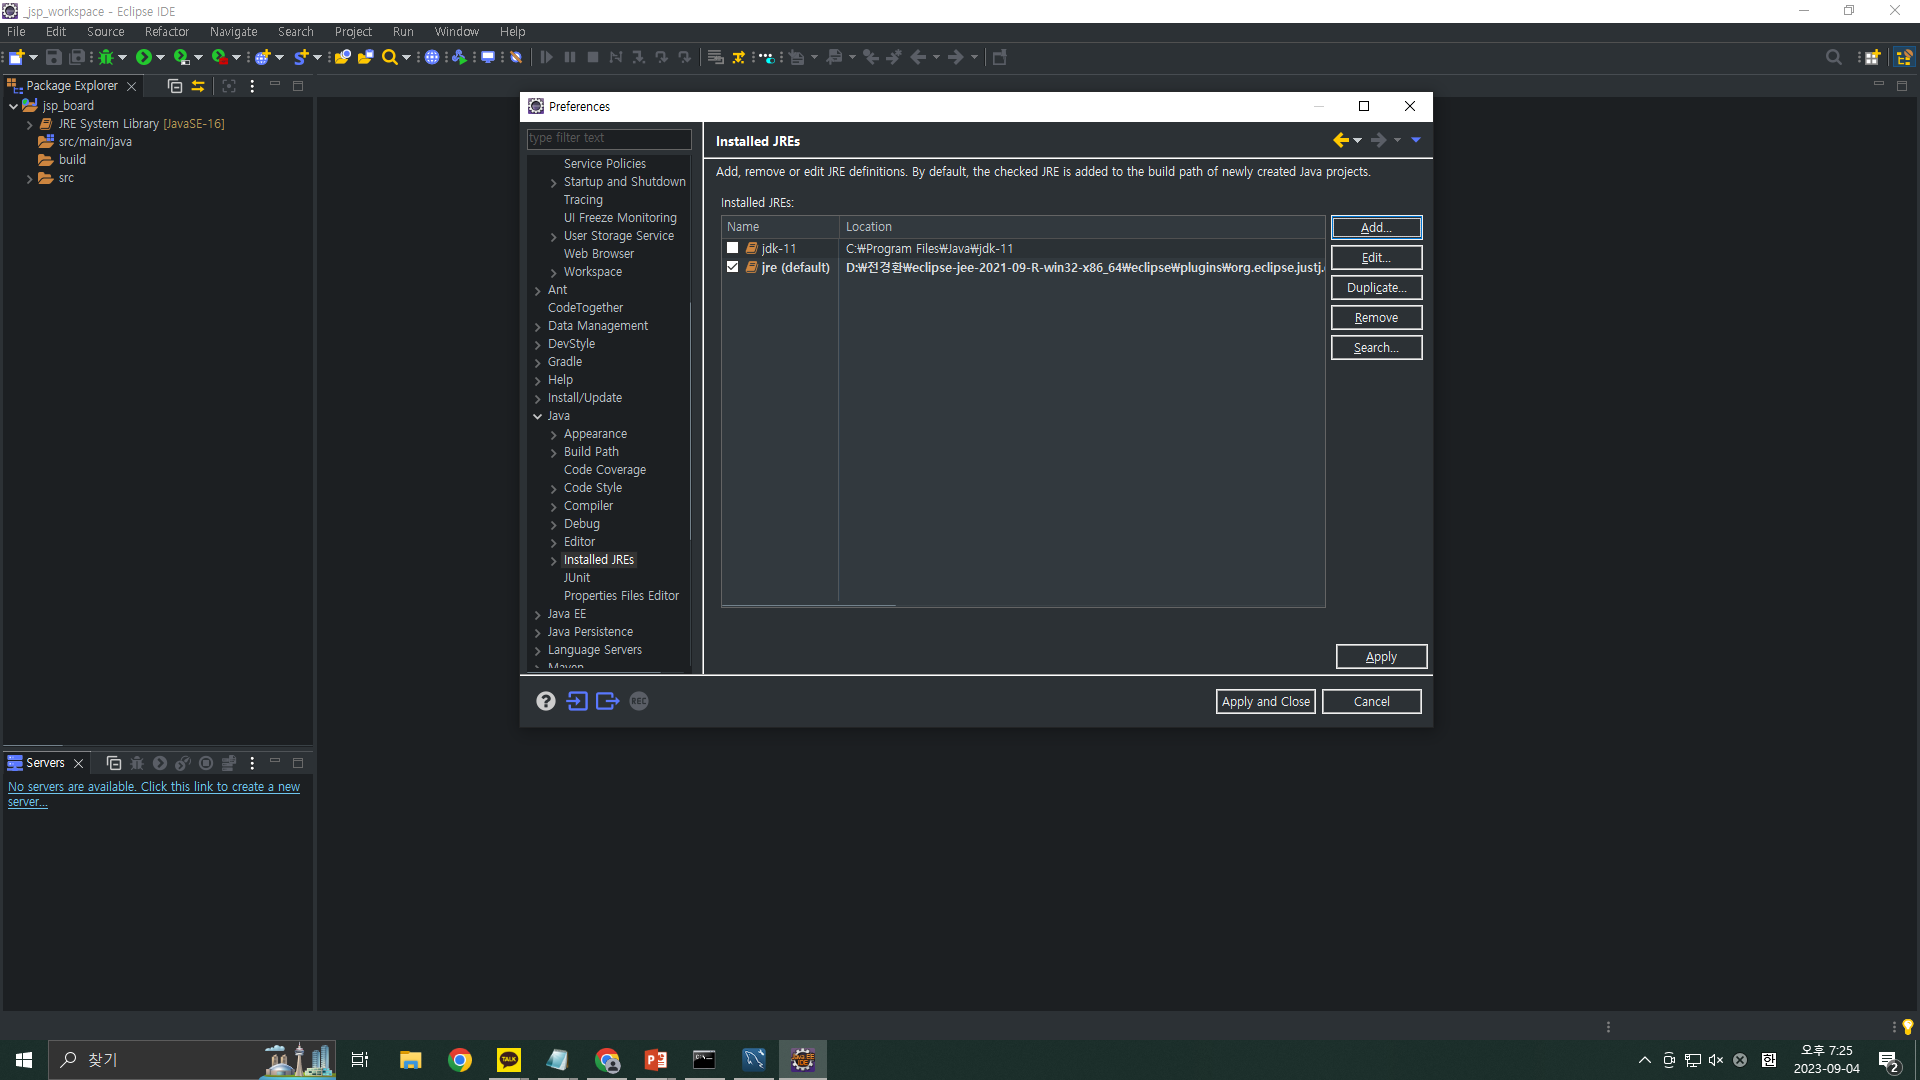 _jsp_workspace - Eclipse IDE
File Edit Source Refactor Navigate Search Project Run Window Help
Package Explorer
jsp_board
JRE System Library [JavaSE-16]
src/main/java
build
src
Preferences
type filter text
Service Policies
Startup and Shutdown
Tracing
UI Freeze Monitoring
User Storage Service
Web Browser
Workspace
Ant
CodeTogether
Data Management
DevStyle
Gradle
Help
Install/Update
Java
Appearance
Build Path
Code Coverage
Code Style
Compiler
Debug
Editor
Installed JREs
JUnit
Properties Files Editor
Java EE
Java Persistence
Language Servers
Maven
Installed JREs
Add, remove or edit JRE definitions. By default, the checked JRE is added to the build path of newly created Java projects.
Installed JREs:
Name Location
jdk-11 C:₩Program Files₩Java₩jdk-11
jre (default) D:₩전경환₩eclipse-jee-2021-09-R-win32-x86_64₩eclipse₩plugins₩org.eclipse.justj.
Add...
Edit...
Duplicate...
Remove
Search...
Apply
REC
Apply and Close Cancel
Servers
No servers are available. Click this link to create a new
server...
찾기
TALK
오후 7:25
2023-09-04
2